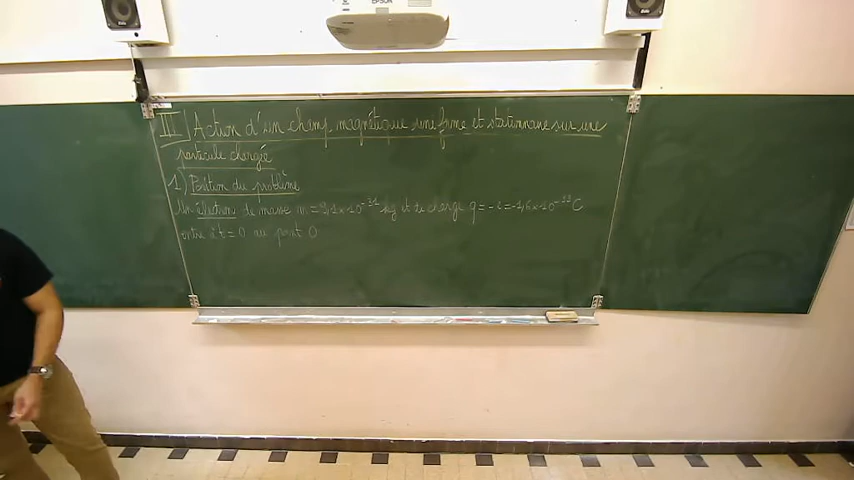 III) Action d'un champ magnétique uniforme et stationnaire sur une
particule chargée
1) Position du problème
Un électron de masse m = 9,1 × 10⁻³¹ kg et de charge q = -e = -1,6 × 10⁻¹⁹ C
entre à t = 0 au point O
EPSON